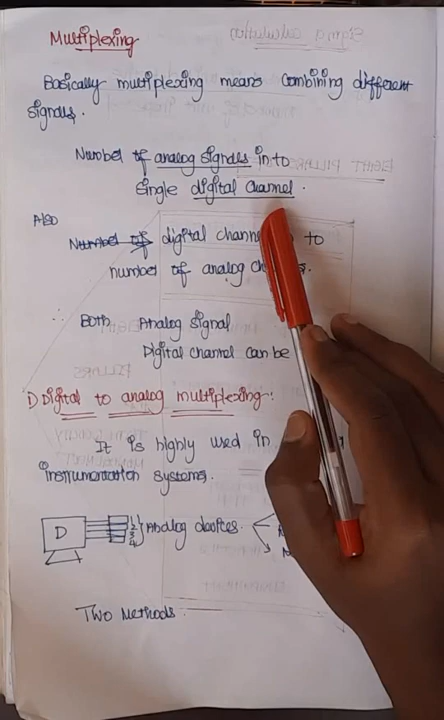 Multiplexing
Basically multiplexing means combining different
signals.
Number of analog signals in to
single digital channel.
Also
Number of digital channel to
number of analog
Both Analog signal
Digital channel can be
1) Digital to analog multiplexing:
It is highly used in
instrumentation systems.
D 1 2 3 4 } Analog devices.
Two Methods.